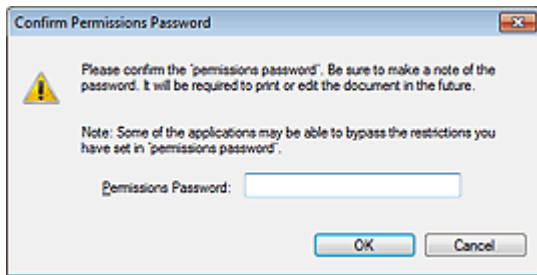 Confirm Permissions Password
Please confirm the "permissions password". Be sure to make a note of the
password. It will be required to print or edit the document in the future.
Note: Some of the applications may be able to bypass the restrictions you
have set in "permissions password".
Permissions Password:
OK Cancel